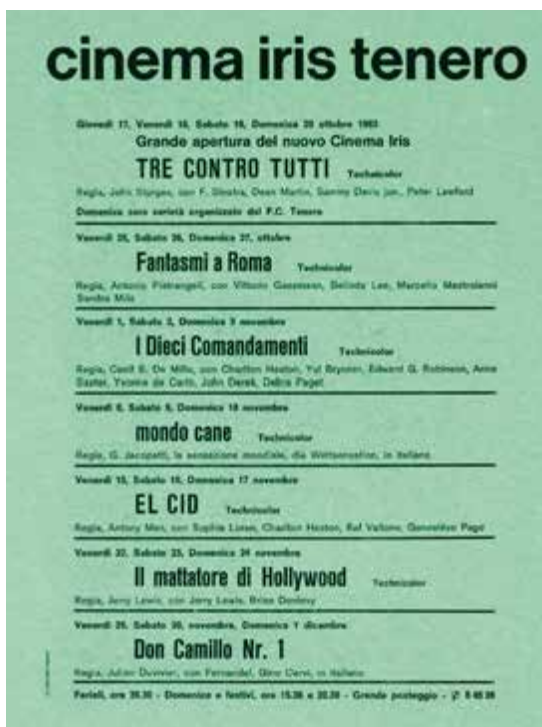 cinema iris tenero
Giovedì 17, Venerdì 18, Sabato 19, Domenica 20 ottobre 1963
Grande apertura del nuovo Cinema Iris
TRE CONTRO TUTTI Technicolor
Regia, John Sturges, con F. Sinatra, Dean Martin, Sammy Davis jun., Peter Lawford
Domenica sera serietà organizzato dal F.C. Tenero
Venerdì 25, Sabato 26, Domenica 27, ottobre
Fantasmi a Roma Technicolor
Regia, Antonio Pietrangeli, con Vittorio Gassmann, Belinda Lee, Marcello Mastroianni
Sandra Milo
Venerdì 1, Sabato 2, Domenica 3 novembre
I Dieci Comandamenti Technicolor
Regia, Cecil B. De Mille, con Charlton Heston, Yul Brynner, Edward G. Robinson, Anne
Baxter, Yvonne de Carlo, John Derek, Debra Paget
Venerdì 8, Sabato 9, Domenica 10 novembre
mondo cane Technicolor
Regia, G. Jacopetti, la sensazione mondiale, die Weltsensation, in italiano
Venerdì 15, Sabato 16, Domenica 17 novembre
EL CID Technicolor
Regia, Antony Man, con Sophia Loren, Charlton Heston, Raf Vallone, Geneviève Page
Venerdì 22, Sabato 23, Domenica 24 novembre
Il mattatore di Hollywood Technicolor
Regia, Jerry Lewis, con Jerry Lewis, Brian Donlevy
Venerdì 29, Sabato 30, novembre, Domenica 1 dicembre
Don Camillo Nr. 1
Regia, Julien Duvivier, con Fernandel, Gino Cervi, in italiano
Feriali, ore 20.30 - Domenica e festivi, ore 15.30 e 20.30 - Grande posteggio